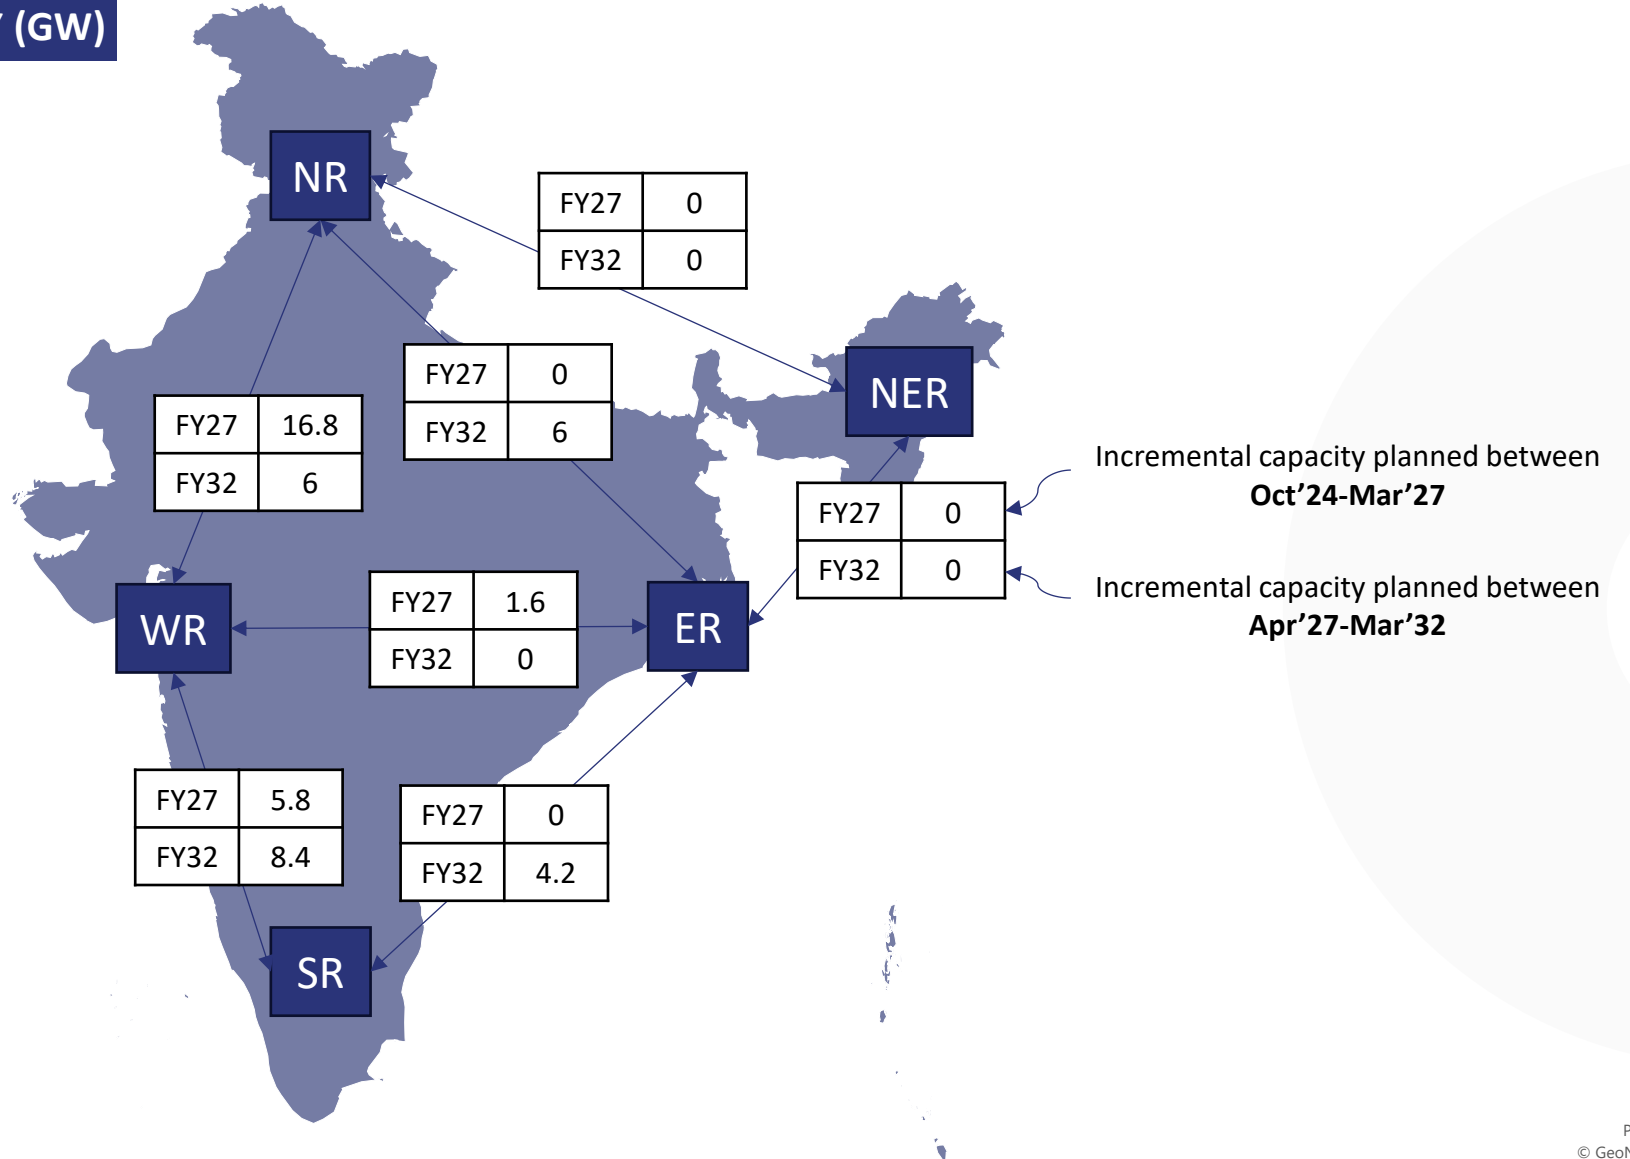 (GW)
NR
FY27 0
FY32 0
NER
FY27 0
FY32 6
FY27 16.8
FY32 6
Incremental capacity planned between
Oct'24-Mar'27
FY27 0
FY32 0
Incremental capacity planned between
Apr'27-Mar'32
WR
FY27 1.6
FY32 0
ER
FY27 5.8
FY32 8.4
FY27 0
FY32 4.2
SR
P
© GeoN